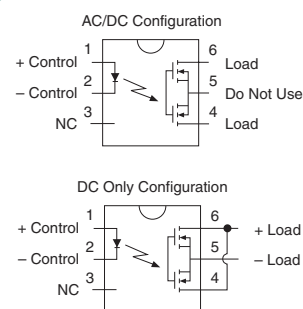 AC/DC Configuration
1 6
+ Control Load
2 5
– Control Do Not Use
3 4
NC Load
DC Only Configuration
1 6
+ Control + Load
2 5
– Control – Load
3 4
NC